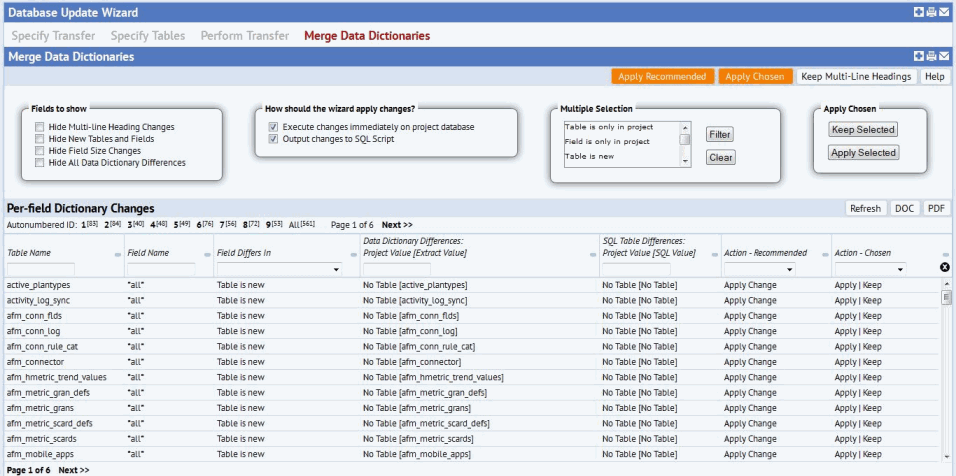 Database Update Wizard
Specify Transfer Specify Tables Perform Transfer Merge Data Dictionaries
Merge Data Dictionaries
Apply Recommended Apply Chosen Keep Multi-Line Headings Help
Fields to show
Hide Multi-line Heading Changes
Hide New Tables and Fields
Hide Field Size Changes
Hide All Data Dictionary Differences
How should the wizard apply changes?
Execute changes immediately on project database
Output changes to SQL Script
Multiple Selection
Table is only in project
Field is only in project
Table is new
Filter
Clear
Apply Chosen
Keep Selected
Apply Selected
Per-field Dictionary Changes Refresh DOC PDF
Autonumbered ID: 1[83] 2[84] 3[40] 4[48] 5[49] 6[76] 7[56] 8[72] 9[53] All[561] Page 1 of 6 Next >>
Table Name Field Name Field Differs In Data Dictionary Differences: Project Value [Extract Value] SQL Table Differences: Project Value [SQL Value] Action - Recommended Action - Chosen
active_plantypes *all* Table is new No Table [active_plantypes] No Table [No Table] Apply Change Apply | Keep
activity_log_sync *all* Table is new No Table [activity_log_sync] No Table [No Table] Apply Change Apply | Keep
afm_conn_flds *all* Table is new No Table [afm_conn_flds] No Table [No Table] Apply Change Apply | Keep
afm_conn_log *all* Table is new No Table [afm_conn_log] No Table [No Table] Apply Change Apply | Keep
afm_conn_rule_cat *all* Table is new No Table [afm_conn_rule_cat] No Table [No Table] Apply Change Apply | Keep
afm_connector *all* Table is new No Table [afm_connector] No Table [No Table] Apply Change Apply | Keep
afm_hmetric_trend_values *all* Table is new No Table [afm_hmetric_trend_values] No Table [No Table] Apply Change Apply | Keep
afm_metric_gran_defs *all* Table is new No Table [afm_metric_gran_defs] No Table [No Table] Apply Change Apply | Keep
afm_metric_grans *all* Table is new No Table [afm_metric_grans] No Table [No Table] Apply Change Apply | Keep
afm_metric_scard_defs *all* Table is new No Table [afm_metric_scard_defs] No Table [No Table] Apply Change Apply | Keep
afm_metric_scards *all* Table is new No Table [afm_metric_scards] No Table [No Table] Apply Change Apply | Keep
afm_mobile_apps *all* Table is new No Table [afm_mobile_apps] No Table [No Table] Apply Change Apply | Keep
Page 1 of 6 Next >>